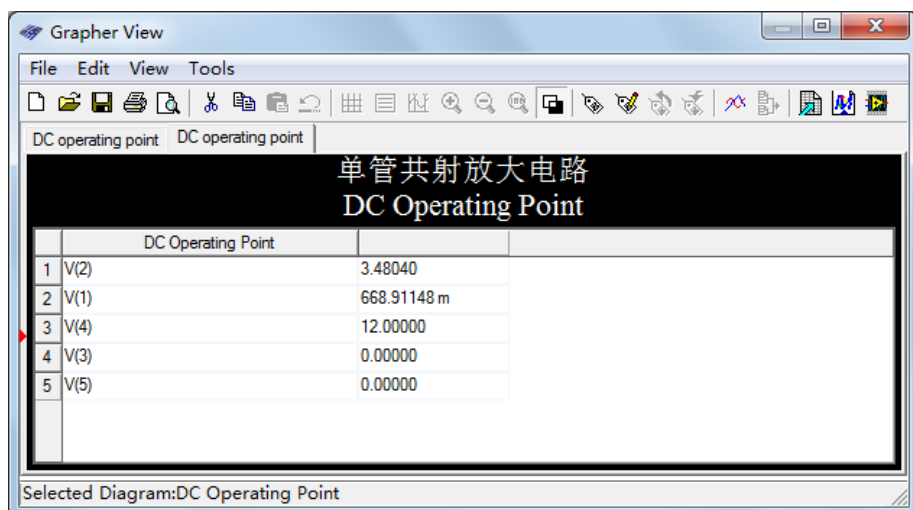 Grapher View
File Edit View Tools
DC operating point DC operating point
单管共射放大电路
DC Operating Point
DC Operating Point
1 V(2) 3.48040
2 V(1) 668.91148 m
3 V(4) 12.00000
4 V(3) 0.00000
5 V(5) 0.00000
Selected Diagram:DC Operating Point